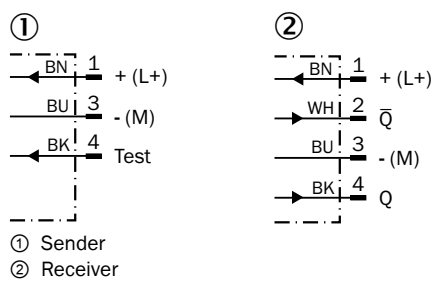 ① ②
BN 1 + (L+)
BU 3 - (M)
BK 4 Test
BN 1 + (L+)
WH 2 Q̅
BU 3 - (M)
BK 4 Q
① Sender
② Receiver